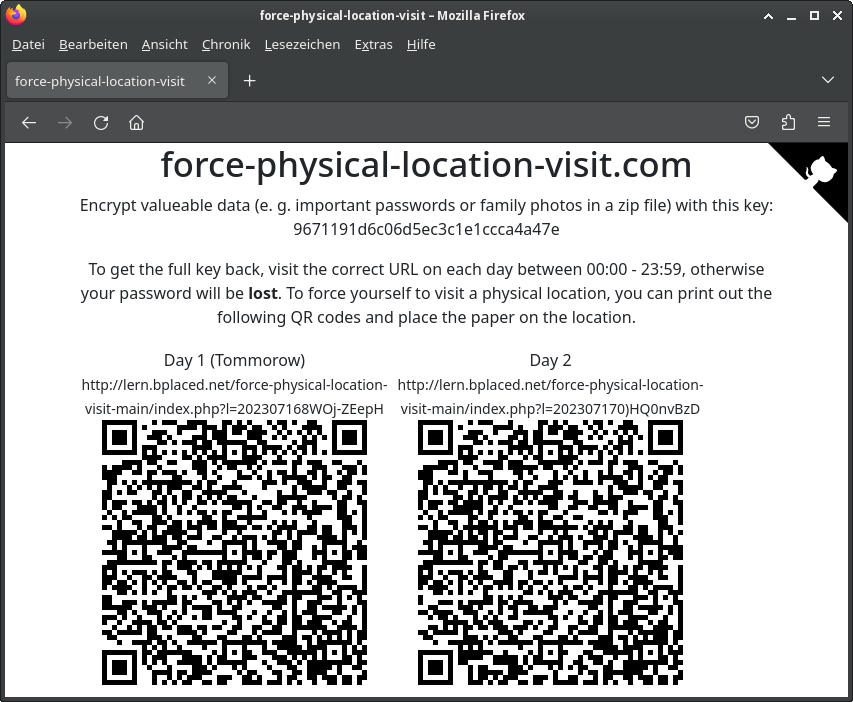 force-physical-location-visit – Mozilla Firefox
Datei Bearbeiten Ansicht Chronik Lesezeichen Extras Hilfe
force-physical-location-visit
force-physical-location-visit.com
Encrypt valueable data (e. g. important passwords or family photos in a zip file) with this key:
9671191d6c06d5ec3c1e1ccca4a47e
To get the full key back, visit the correct URL on each day between 00:00 - 23:59, otherwise
your password will be lost. To force yourself to visit a physical location, you can print out the
following QR codes and place the paper on the location.
Day 1 (Tommorow)
http://lern.bplaced.net/force-physical-location-
visit-main/index.php?l=202307168WOj-ZEepH
Day 2
http://lern.bplaced.net/force-physical-location-
visit-main/index.php?l=202307170)HQ0nvBzD